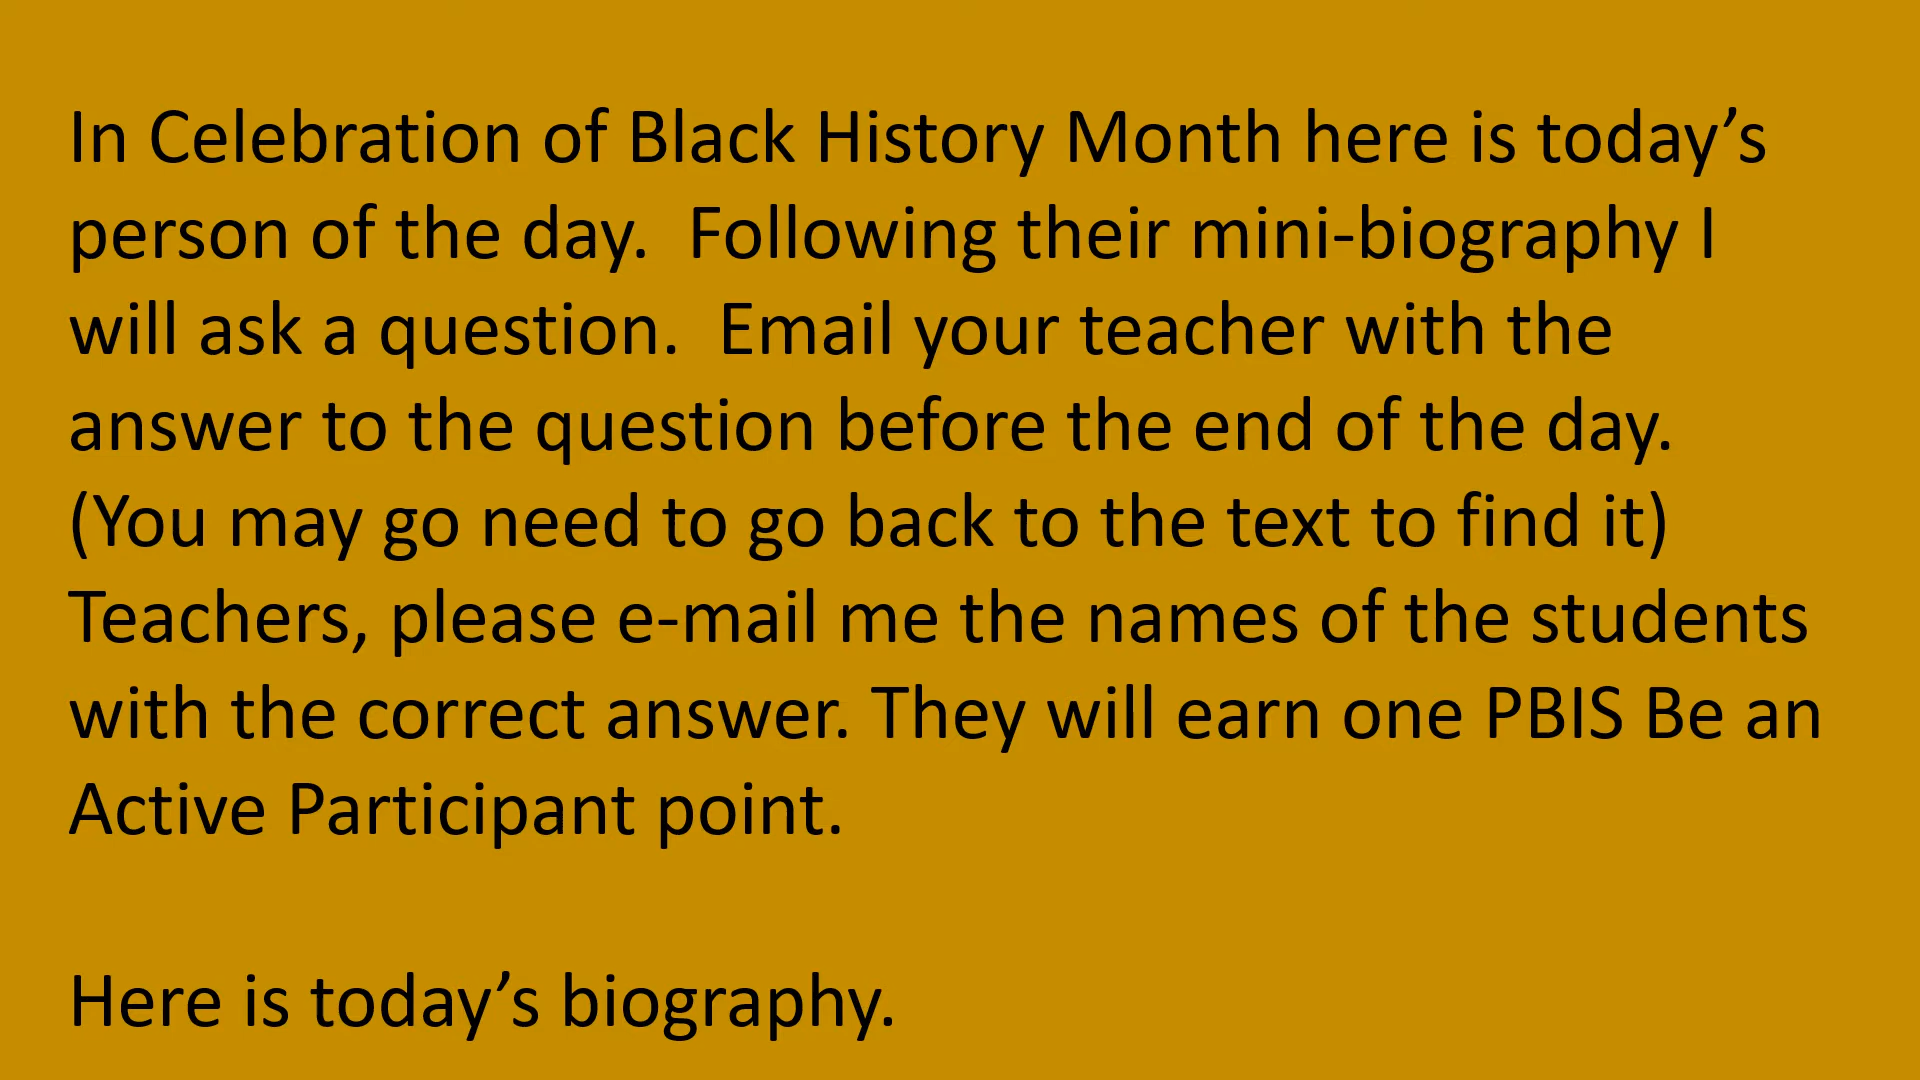 In Celebration of Black History Month here is today’s
person of the day.  Following their mini-biography I
will ask a question.  Email your teacher with the
answer to the question before the end of the day.
(You may go need to go back to the text to find it)
Teachers, please e-mail me the names of the students
with the correct answer. They will earn one PBIS Be an
Active Participant point.
Here is today’s biography.